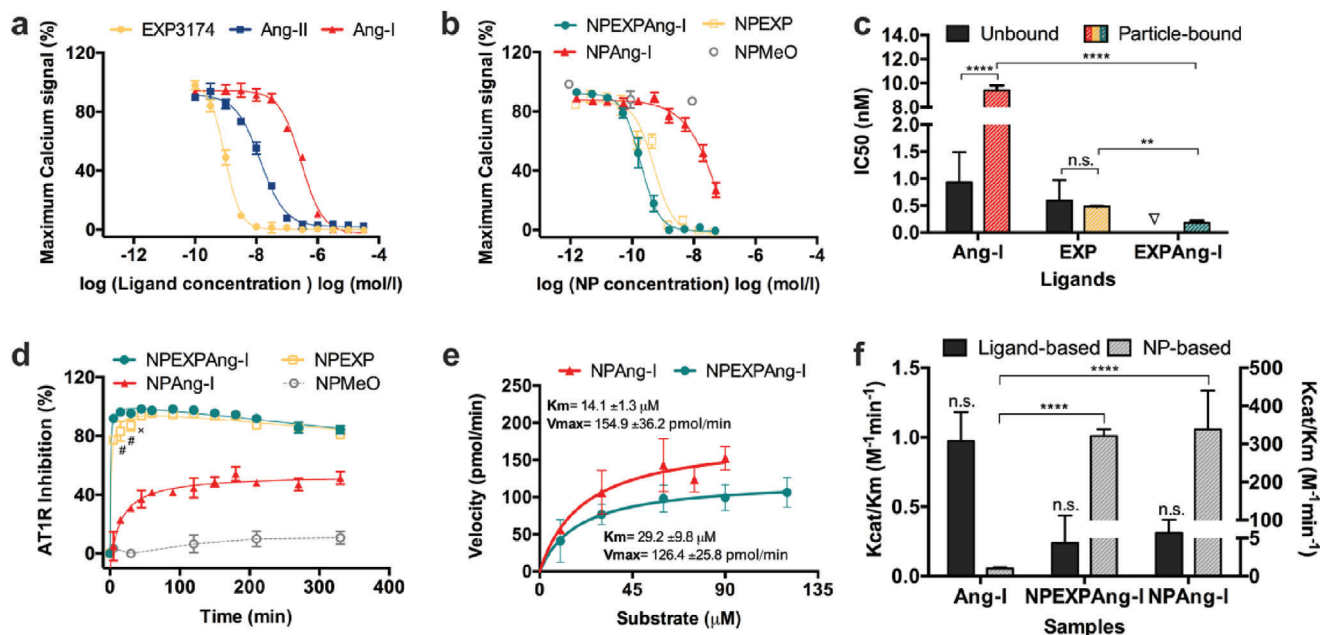 a
EXP3174 Ang-II Ang-I
Maximum Calcium signal (%)
120
80
40
0
-12 -10 -8 -6 -4
log (Ligand concentration ) log (mol/l)
b
NPEXPAng-I NPEXP
NPAng-I NPMeO
Maximum Calcium signal (%)
120
80
40
0
-12 -10 -8 -6
log (NP concentration) log (mol/l)
c
Unbound Particle-bound
IC50 (nM)
14.0
12.0
10.0
8.0
2.0
1.5
1.0
0.5
0.0
****
****
n.s.
**
Ang-I EXP EXPAng-I
Ligands
d
NPEXPAng-I NPEXP
NPAng-I NPMeO
AT1R Inhibition (%)
120
80
40
0
# # ×
0 100 200 300 400
Time (min)
e
NPAng-I NPEXPAng-I
Velocity (pmol/min)
250
200
150
100
50
0
Km= 14.1 ±1.3 μM
Vmax= 154.9 ±36.2 pmol/min
Km= 29.2 ±9.8 μM
Vmax= 126.4 ±25.8 pmol/min
0 45 90 135
Substrate (μM)
f
Ligand-based NP-based
Kcat/Km (M⁻¹min⁻¹)
1.5
1.0
0.5
0.0
n.s.
****
n.s.
****
n.s.
500
400
300
200
100
5
0
Kcat/Km (M⁻¹min⁻¹)
Ang-I NPEXPAng-I NPAng-I
Samples